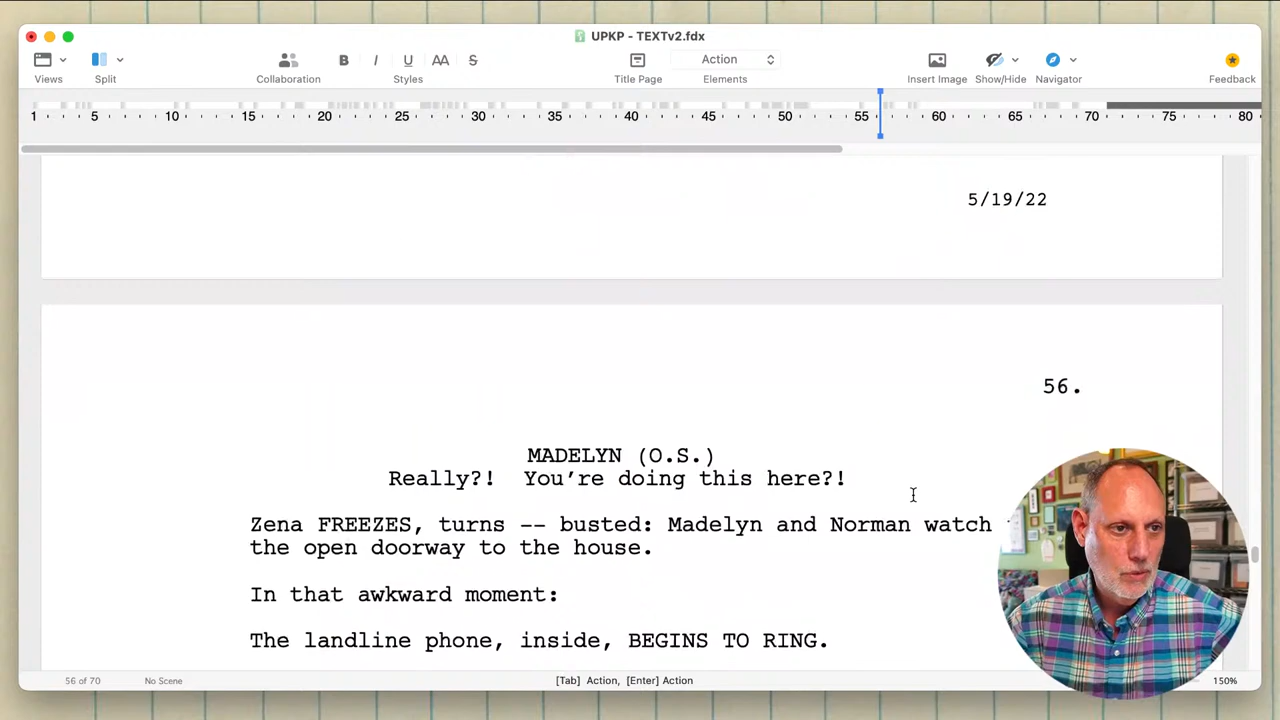 UPKP - TEXTv2.fdx
Action
Views Split Collaboration Styles Title Page Elements Insert Image Show/Hide Navigator Feedback
B I U AA S
1 5 10 15 20 25 30 35 40 45 50 55 60 65 70 75 80
5/19/22
56.
MADELYN (O.S.)
Really?! You’re doing this here?!
Zena FREEZES, turns -- busted: Madelyn and Norman watch
the open doorway to the house.
In that awkward moment:
The landline phone, inside, BEGINS TO RING.
56 of 70 No Scene [Tab] Action, [Enter] Action 150%